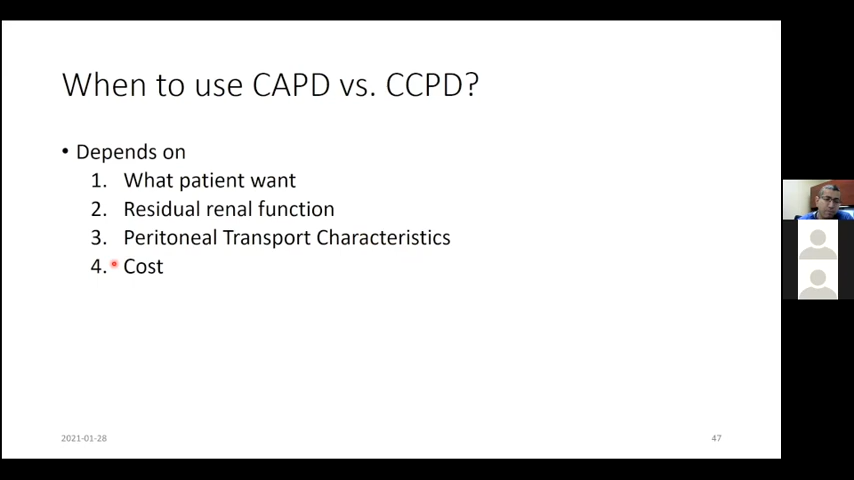 When to use CAPD vs. CCPD?
• Depends on
1. What patient want
2. Residual renal function
3. Peritoneal Transport Characteristics
4. Cost
2021-01-28
47